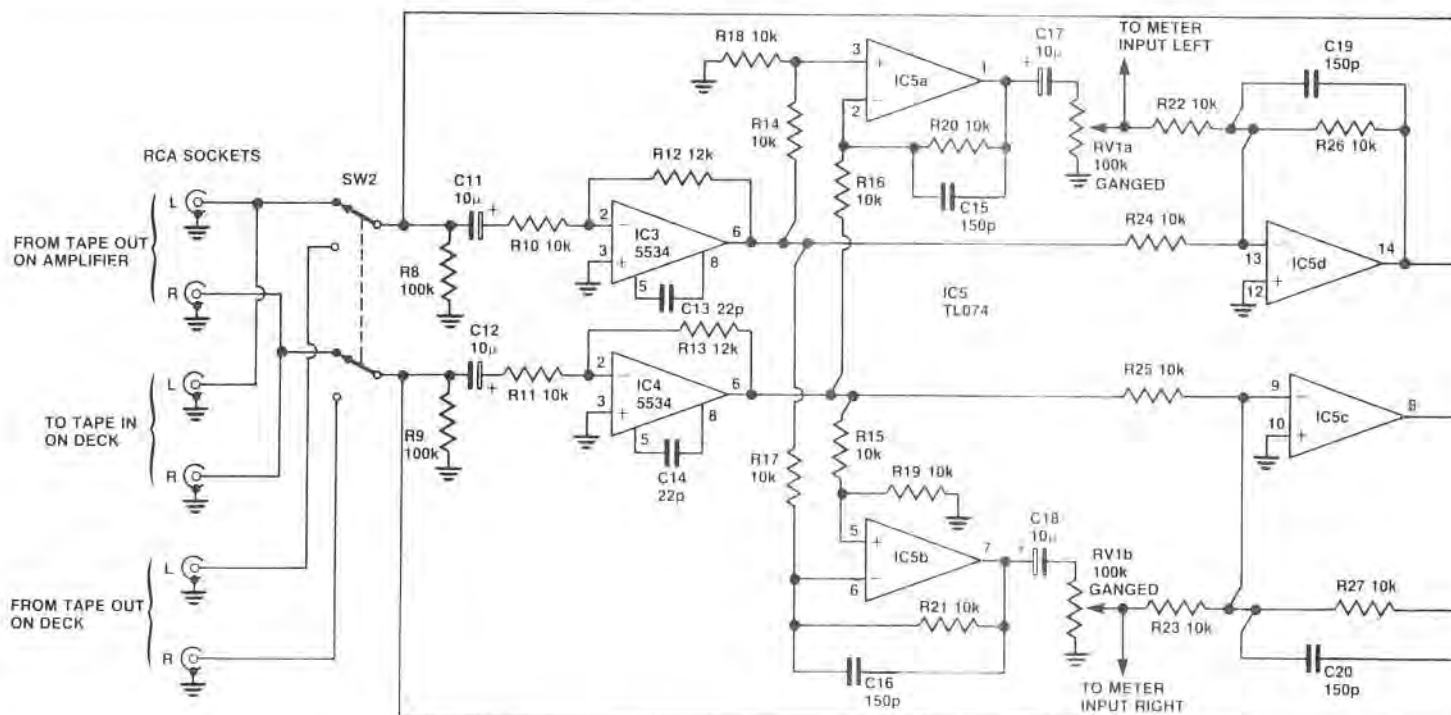 RCA SOCKETS
L
FROM TAPE OUT
ON AMPLIFIER
R
L
TO TAPE IN
ON DECK
R
L
FROM TAPE OUT
ON DECK
R
SW2
C11
10μ
+
R10 10k
R8
100k
R12 12k
2
−
3
+
IC3
5534
6
8
5
C13 22p
C12
10μ
+
R11 10k
R9
100k
R13 12k
2
−
3
+
IC4
5534
6
8
5
C14
22p
R18 10k
R14
10k
R16
10k
R17
10k
R15
10k
R19 10k
3
+
2
−
IC5a
1
R20 10k
C15
150p
C17
10μ
+
RV1a
100k
GANGED
TO METER
INPUT LEFT
R22 10k
C19
150p
R26 10k
R24 10k
13
−
12
+
IC5d
14
IC5
TL074
R25 10k
9
−
10
+
IC5c
8
5
+
6
−
IC5b
7
R21 10k
C16
150p
C18
10μ
+
RV1b
100k
GANGED
R23 10k
R27 10k
C20
150p
TO METER
INPUT RIGHT